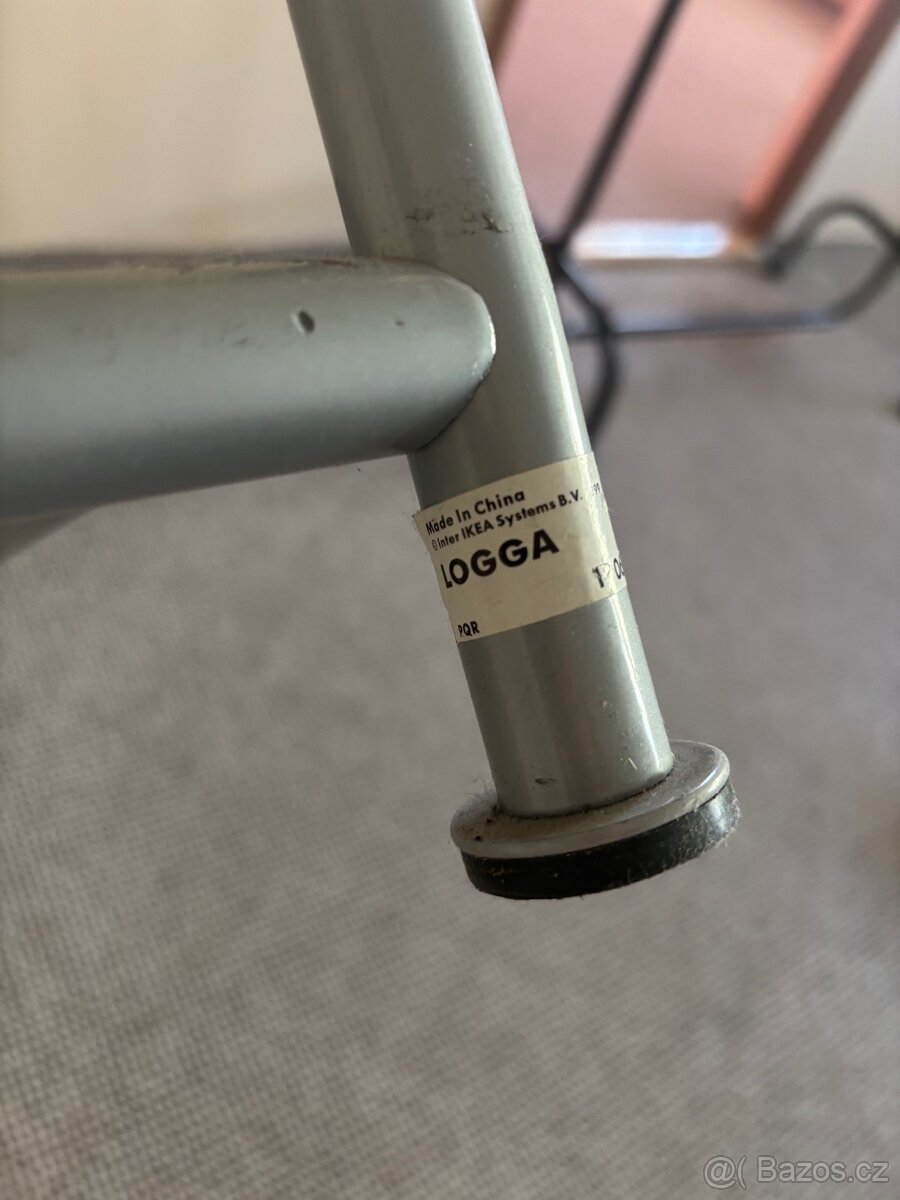 Made In China
© Inter IKEA Systems B.V.
LOGGA
PQR
@( Bazos.cz